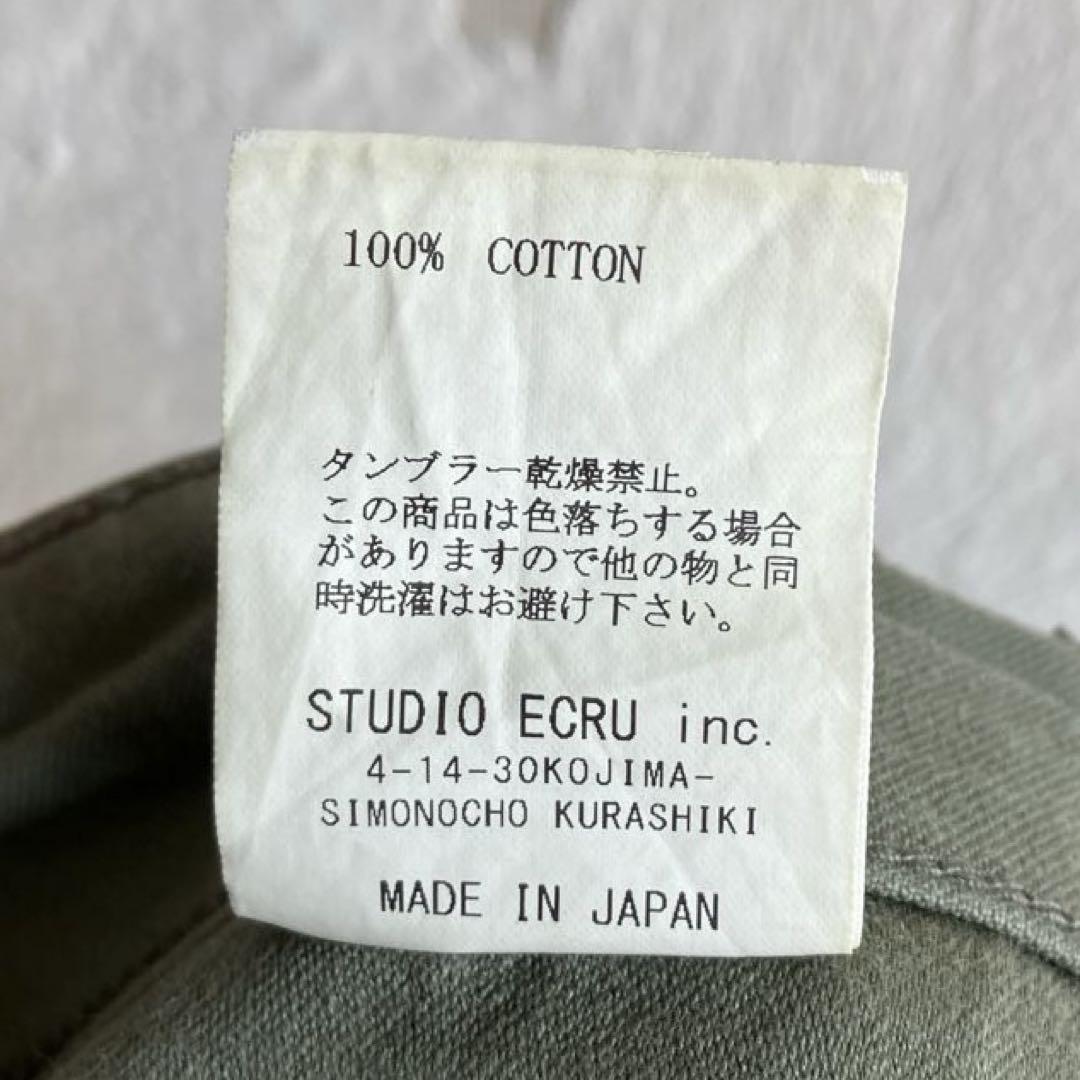 100% COTTON
タンブラー乾燥禁止。
この商品は色落ちする場合
がありますので他の物と同
時洗濯はお避け下さい。
STUDIO ECRU inc.
4-14-30KOJIMA-
SIMONOCHO KURASHIKI
MADE IN JAPAN